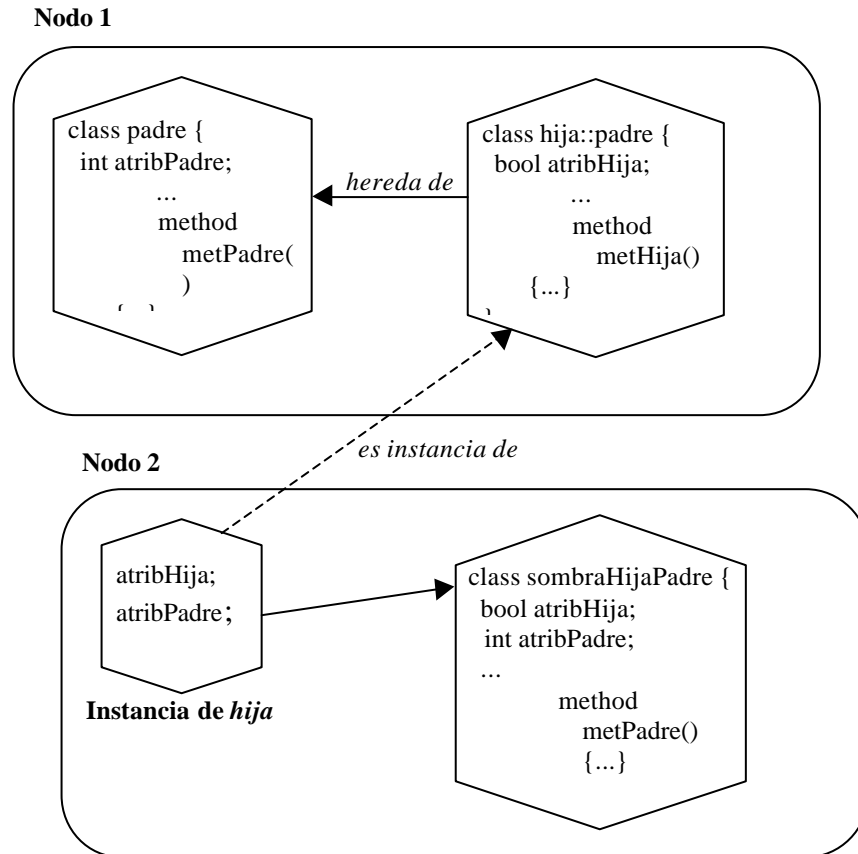 Nodo 1
class padre {
int atribPadre;
...
method
metPadre(
)
hereda de
class hija::padre {
bool atribHija;
...
method
metHija()
{...}
es instancia de
Nodo 2
atribHija;
atribPadre;
Instancia de hija
class sombraHijaPadre {
bool atribHija;
int atribPadre;
...
method
metPadre()
{...}